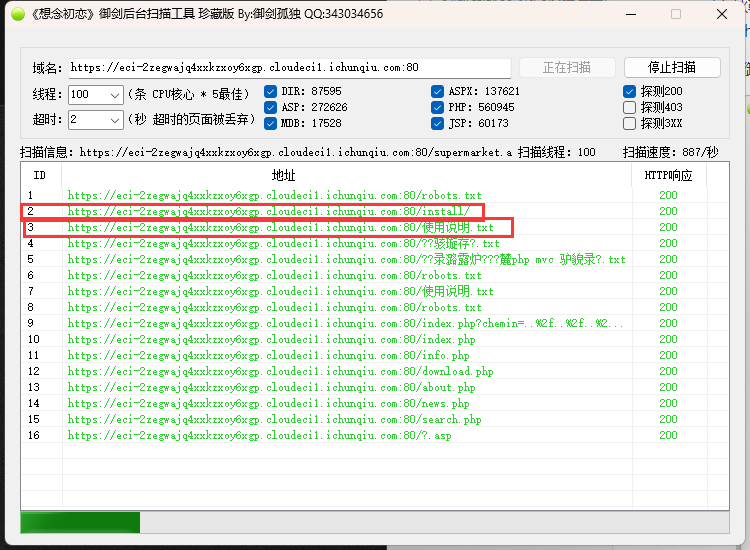 《想念初恋》御剑后台扫描工具 珍藏版 By:御剑孤独 QQ:343034656
域名: https://eci-2zegwajq4xxkzxoy6xgp.cloudeci1.ichunqiu.com:80 正在扫描 停止扫描
线程: 100 (条 CPU核心 * 5最佳) DIR: 87595 ASPX: 137621 探测200
ASP: 272626 PHP: 560945 探测403
超时: 2 (秒 超时的页面被丢弃) MDB: 17528 JSP: 60173 探测3XX
扫描信息: https://eci-2zegwajq4xxkzxoy6xgp.cloudeci1.ichunqiu.com:80/supermarket.a 扫描线程: 100 扫描速度: 887/秒
ID 地址 HTTP响应
1 https://eci-2zegwajq4xxkzxoy6xgp.cloudeci1.ichunqiu.com:80/robots.txt 200
2 https://eci-2zegwajq4xxkzxoy6xgp.cloudeci1.ichunqiu.com:80/install/ 200
3 https://eci-2zegwajq4xxkzxoy6xgp.cloudeci1.ichunqiu.com:80/使用说明.txt 200
4 https://eci-2zegwajq4xxkzxoy6xgp.cloudeci1.ichunqiu.com:80/??骇璇存?.txt 200
5 https://eci-2zegwajq4xxkzxoy6xgp.cloudeci1.ichunqiu.com:80/??录潞露炉???麓php mvc 驴貌录?.txt 200
6 https://eci-2zegwajq4xxkzxoy6xgp.cloudeci1.ichunqiu.com:80/robots.txt 200
7 https://eci-2zegwajq4xxkzxoy6xgp.cloudeci1.ichunqiu.com:80/使用说明.txt 200
8 https://eci-2zegwajq4xxkzxoy6xgp.cloudeci1.ichunqiu.com:80/robots.txt 200
9 https://eci-2zegwajq4xxkzxoy6xgp.cloudeci1.ichunqiu.com:80/index.php?chemin=..%2f..%2f..%2... 200
10 https://eci-2zegwajq4xxkzxoy6xgp.cloudeci1.ichunqiu.com:80/index.php 200
11 https://eci-2zegwajq4xxkzxoy6xgp.cloudeci1.ichunqiu.com:80/info.php 200
12 https://eci-2zegwajq4xxkzxoy6xgp.cloudeci1.ichunqiu.com:80/download.php 200
13 https://eci-2zegwajq4xxkzxoy6xgp.cloudeci1.ichunqiu.com:80/about.php 200
14 https://eci-2zegwajq4xxkzxoy6xgp.cloudeci1.ichunqiu.com:80/news.php 200
15 https://eci-2zegwajq4xxkzxoy6xgp.cloudeci1.ichunqiu.com:80/search.php 200
16 https://eci-2zegwajq4xxkzxoy6xgp.cloudeci1.ichunqiu.com:80/?.asp 200